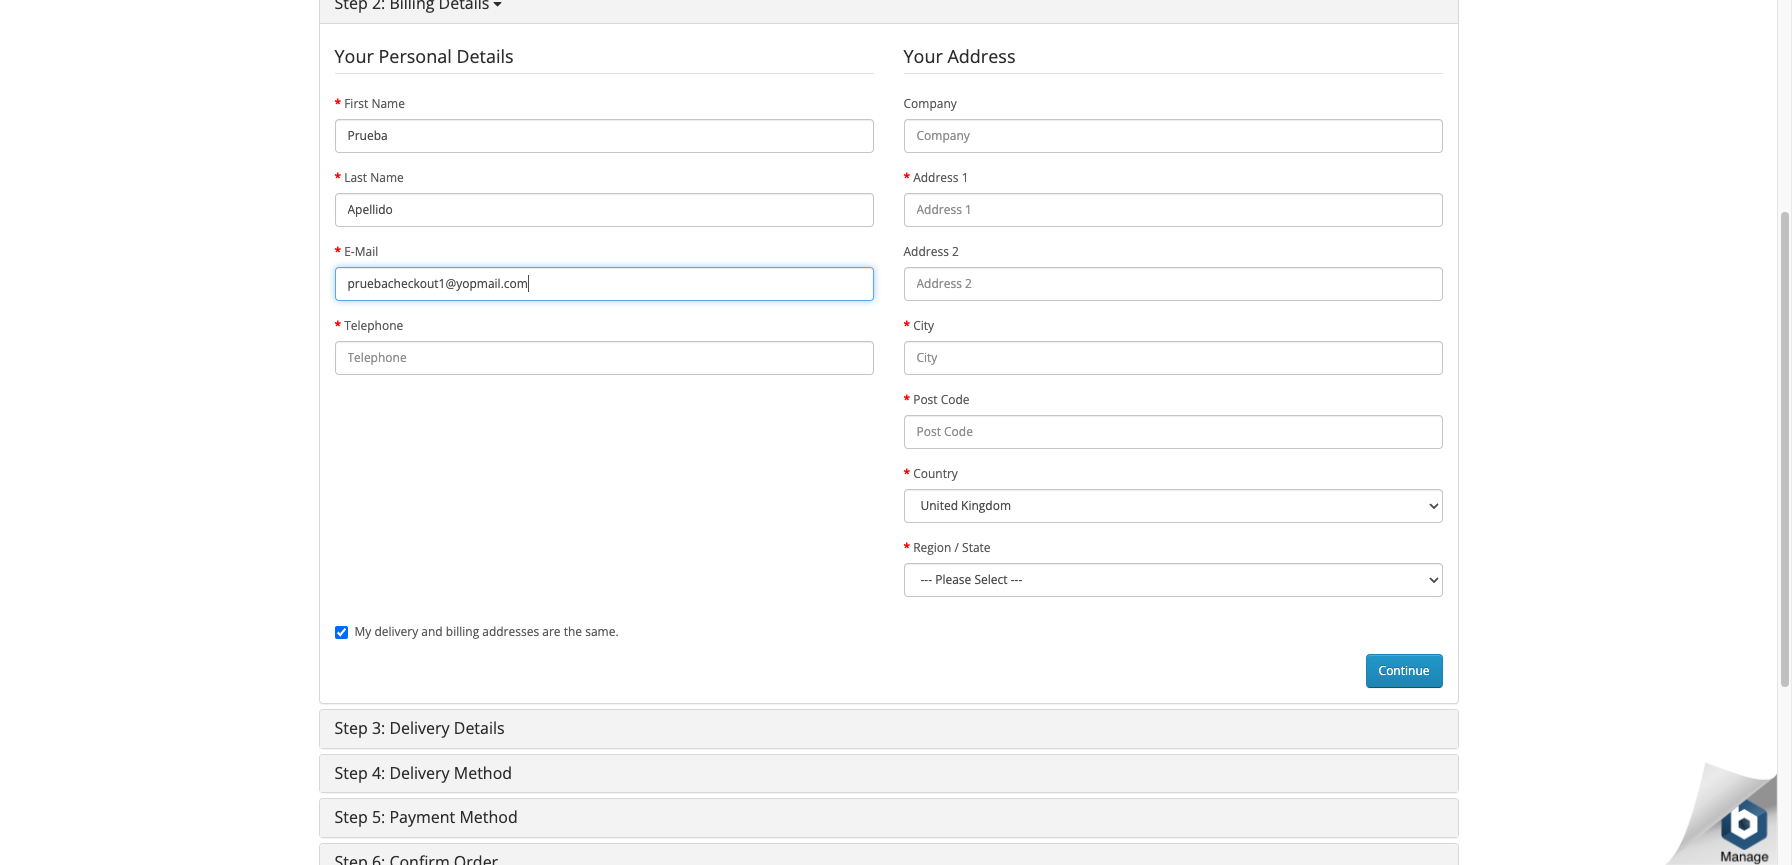 Step 2: Billing Details
Your Personal Details
* First Name
Prueba
* Last Name
Apellido
* E-Mail
pruebacheckout1@yopmail.com
* Telephone
Telephone
Your Address
Company
Company
* Address 1
Address 1
Address 2
Address 2
* City
City
* Post Code
Post Code
* Country
United Kingdom
* Region / State
--- Please Select ---
My delivery and billing addresses are the same.
Continue
Step 3: Delivery Details
Step 4: Delivery Method
Step 5: Payment Method
Step 6: Confirm Order
Manage